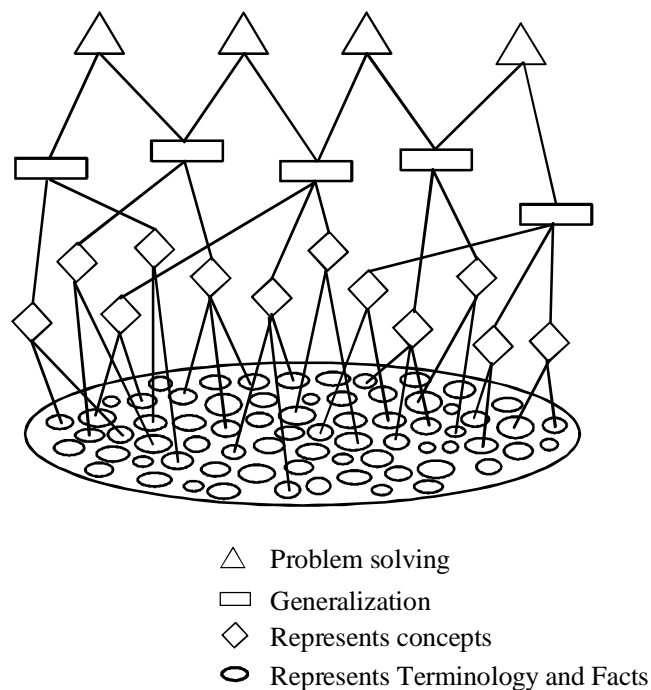 Problem solving
Generalization
Represents concepts
Represents Terminology and Facts